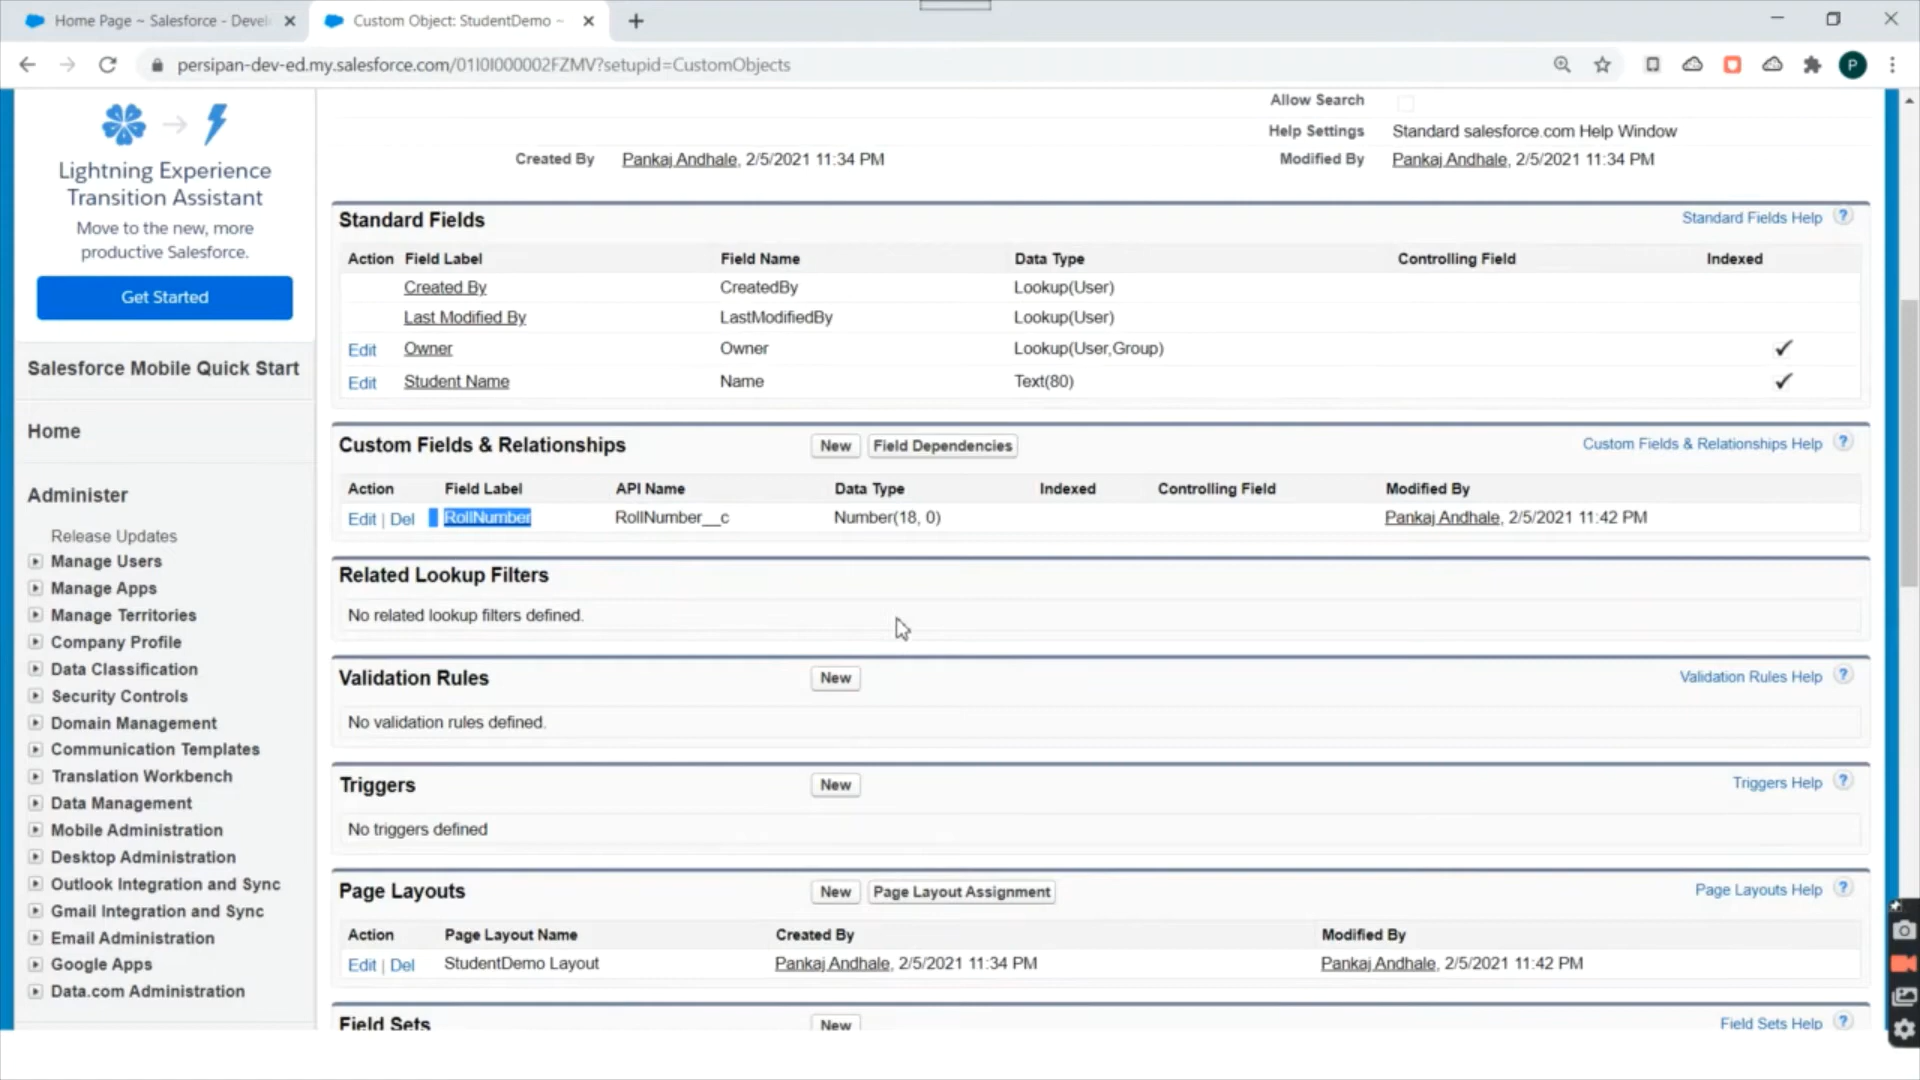 Home Page ~ Salesforce - Devel
Custom Object: StudentDemo ~
persipan-dev-ed.my.salesforce.com/01I0I000002FZMV?setupid=CustomObjects
P
Lightning Experience
Transition Assistant
Move to the new, more
productive Salesforce.
Get Started
Salesforce Mobile Quick Start
Home
Administer
Release Updates
Manage Users
Manage Apps
Manage Territories
Company Profile
Data Classification
Security Controls
Domain Management
Communication Templates
Translation Workbench
Data Management
Mobile Administration
Desktop Administration
Outlook Integration and Sync
Gmail Integration and Sync
Email Administration
Google Apps
Data.com Administration
Allow Search
Help Settings Standard salesforce.com Help Window
Created By Pankaj Andhale, 2/5/2021 11:34 PM Modified By Pankaj Andhale, 2/5/2021 11:34 PM
Standard Fields Standard Fields Help ?
Action Field Label Field Name Data Type Controlling Field Indexed
Created By CreatedBy Lookup(User)
Last Modified By LastModifiedBy Lookup(User)
Edit Owner Owner Lookup(User,Group) ✓
Edit Student Name Name Text(80) ✓
Custom Fields & Relationships New Field Dependencies Custom Fields & Relationships Help ?
Action Field Label API Name Data Type Indexed Controlling Field Modified By
Edit | Del RollNumber RollNumber__c Number(18, 0) Pankaj Andhale, 2/5/2021 11:42 PM
Related Lookup Filters
No related lookup filters defined.
Validation Rules New Validation Rules Help ?
No validation rules defined.
Triggers New Triggers Help ?
No triggers defined
Page Layouts New Page Layout Assignment Page Layouts Help ?
Action Page Layout Name Created By Modified By
Edit | Del StudentDemo Layout Pankaj Andhale, 2/5/2021 11:34 PM Pankaj Andhale, 2/5/2021 11:42 PM
Field Sets New Field Sets Help ?